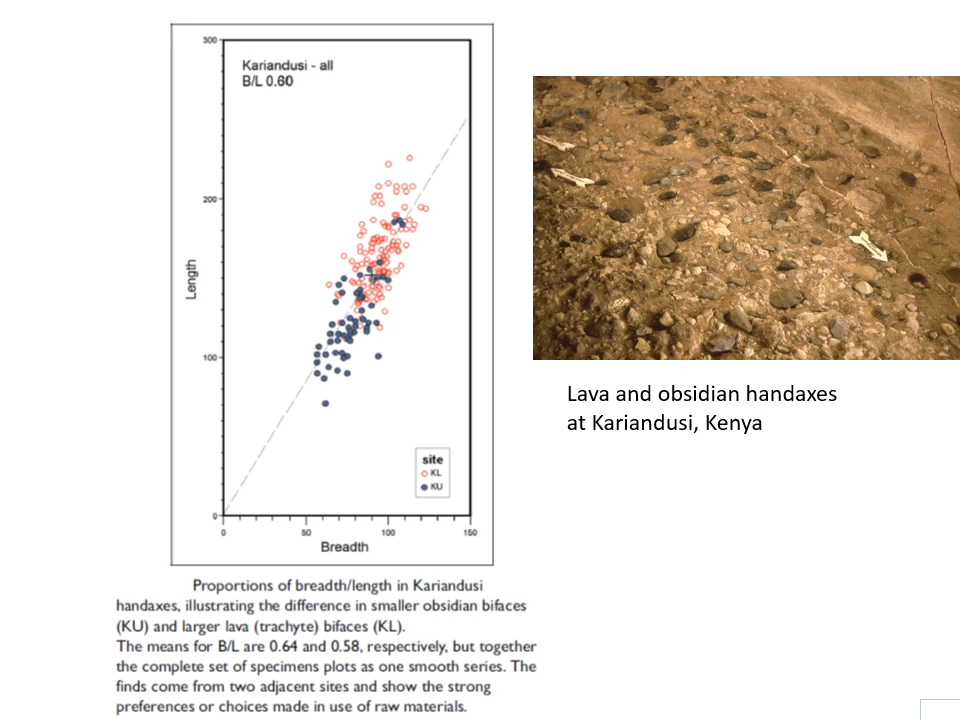 Kariandusi - all
B/L 0.60
300
200
100
0
Length
0 50 100 150
Breadth
site
KL
KU
Lava and obsidian handaxes
at Kariandusi, Kenya
Proportions of breadth/length in Kariandusi
handaxes, illustrating the difference in smaller obsidian bifaces
(KU) and larger lava (trachyte) bifaces (KL).
The means for B/L are 0.64 and 0.58, respectively, but together
the complete set of specimens plots as one smooth series. The
finds come from two adjacent sites and show the strong
preferences or choices made in use of raw materials.